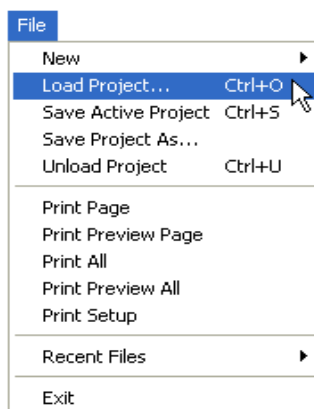 File
New
Load Project... Ctrl+O
Save Active Project Ctrl+S
Save Project As...
Unload Project Ctrl+U
Print Page
Print Preview Page
Print All
Print Preview All
Print Setup
Recent Files
Exit